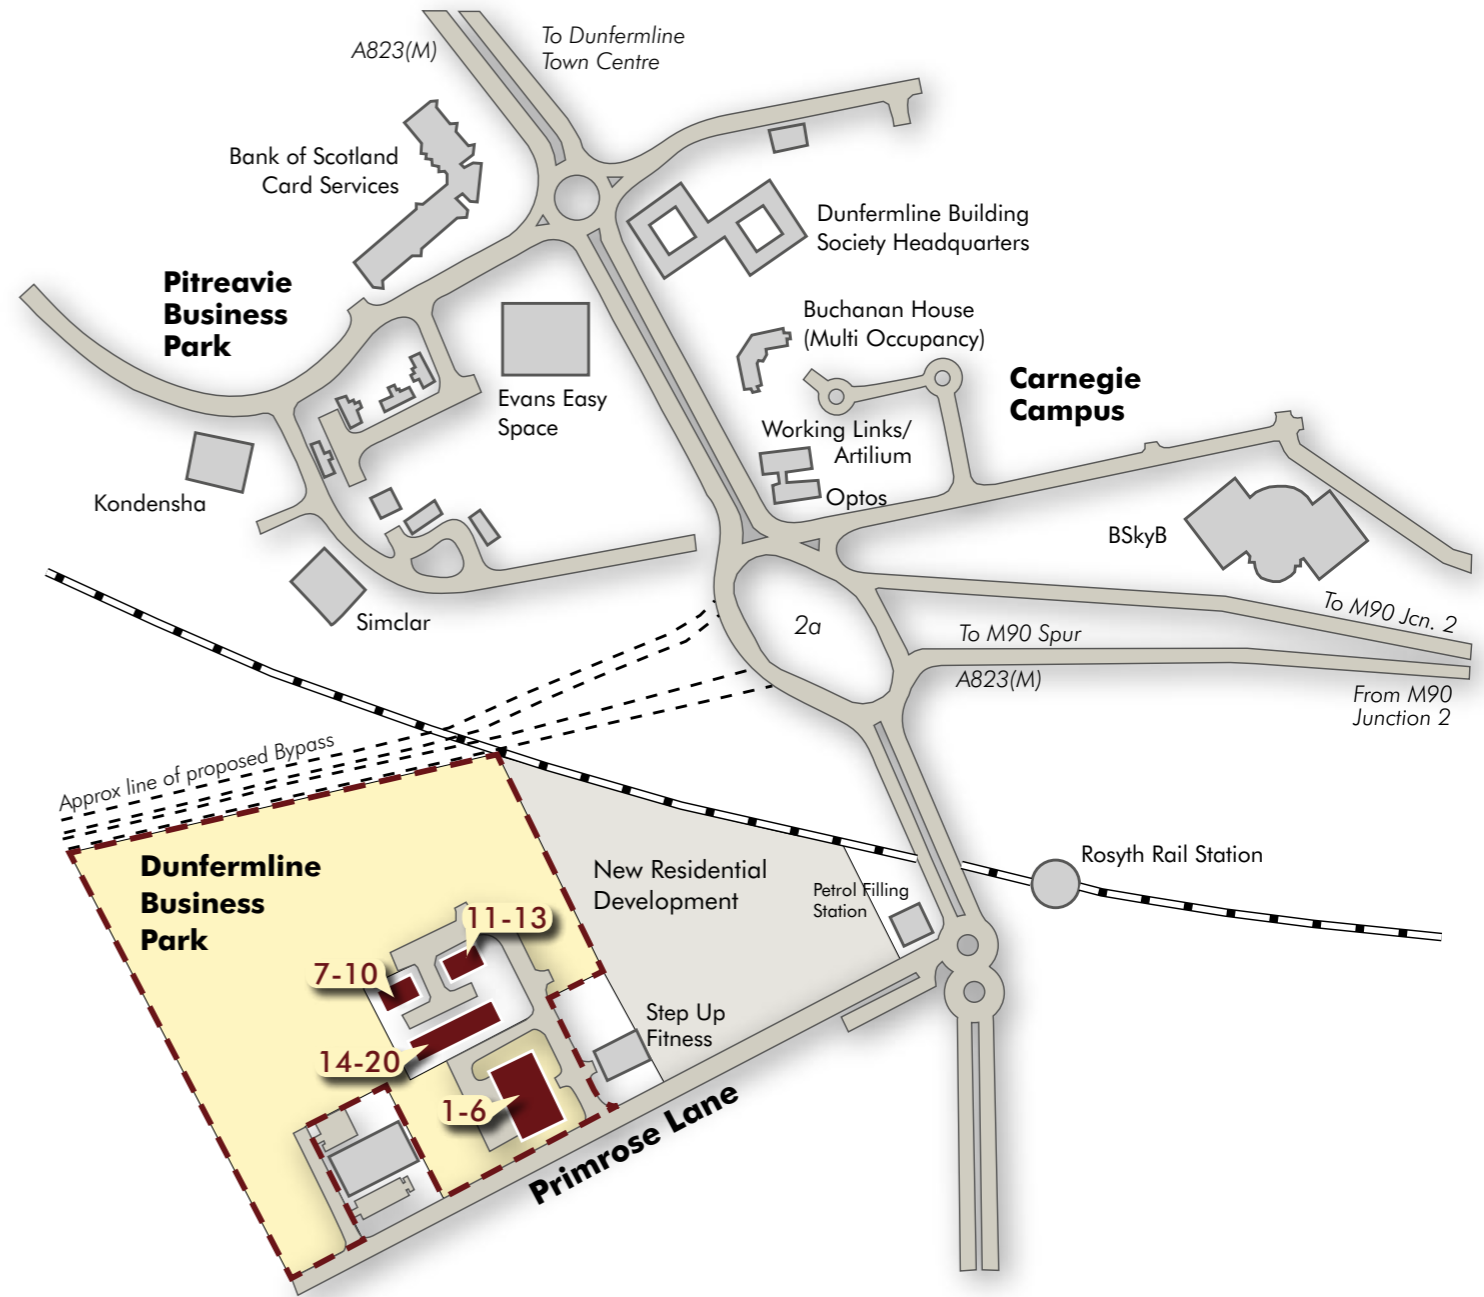 A823(M)
To Dunfermline
Town Centre
Bank of Scotland
Card Services
Dunfermline Building
Society Headquarters
Pitreavie
Business
Park
Buchanan House
(Multi Occupancy)
Evans Easy
Space
Carnegie
Campus
Working Links/
Artilium
Optos
Kondensha
BSkyB
Simclar
To M90 Jcn. 2
2a
To M90 Spur
A823(M)
From M90
Junction 2
Approx line of proposed Bypass
Dunfermline
Business
Park
New Residential
Development
Petrol Filling
Station
Rosyth Rail Station
11-13
7-10
Step Up
Fitness
14-20
1-6
Primrose Lane